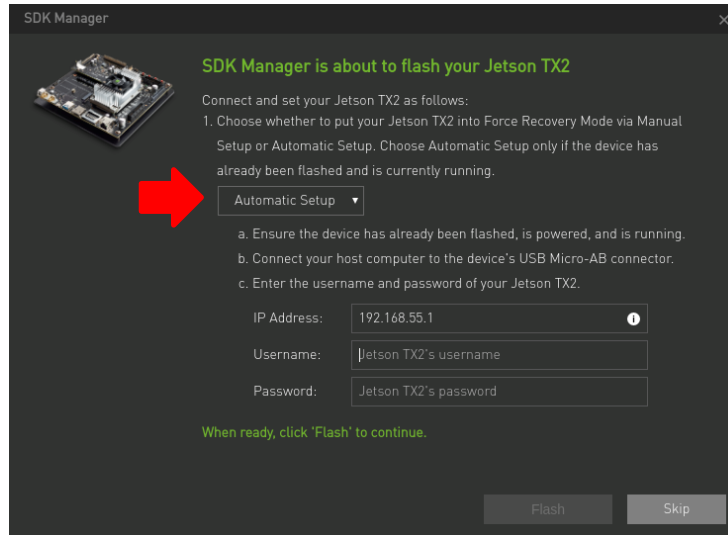 SDK Manager
SDK Manager is about to flash your Jetson TX2
Connect and set your Jetson TX2 as follows:
1. Choose whether to put your Jetson TX2 into Force Recovery Mode via Manual
Setup or Automatic Setup. Choose Automatic Setup only if the device has
already been flashed and is currently running.
Automatic Setup
a. Ensure the device has already been flashed, is powered, and is running.
b. Connect your host computer to the device's USB Micro-AB connector.
c. Enter the username and password of your Jetson TX2.
IP Address: 192.168.55.1
Username: Jetson TX2's username
Password: Jetson TX2's password
When ready, click 'Flash' to continue.
Flash Skip